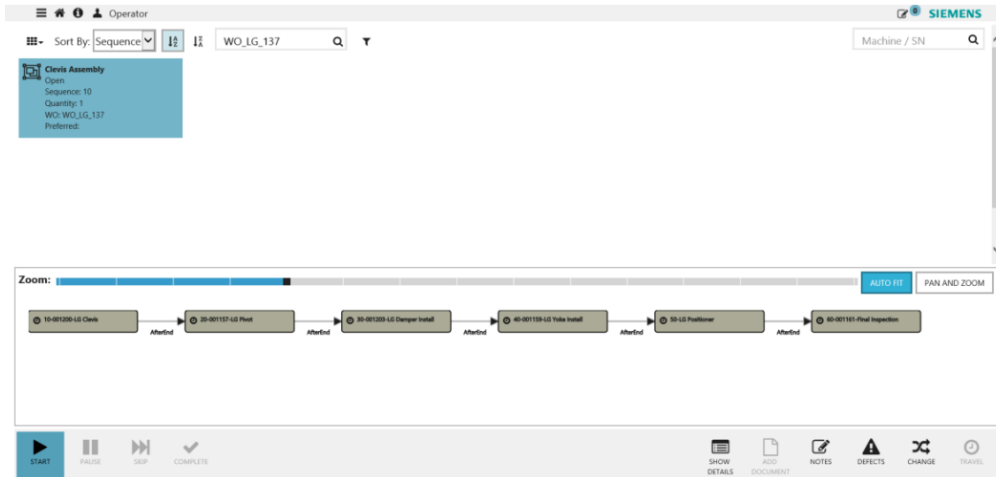 Operator
0
SIEMENS
Sort By: Sequence
WO_LG_137
Machine / SN
Clevis Assembly
Open
Sequence: 10
Quantity: 1
WO: WO_LG_137
Preferred:
Zoom:
AUTO FIT
PAN AND ZOOM
10-001200-LG Clevis
20-001157-LG Pivot
30-001203-LG Damper Install
40-001159-LG Yoke Install
50-LG Positioner
60-001161-Final Inspection
AfterEnd
AfterEnd
AfterEnd
AfterEnd
AfterEnd
START
PAUSE
SKIP
COMPLETE
SHOW
DETAILS
ADD
DOCUMENT
NOTES
DEFECTS
CHANGE
TRAVEL